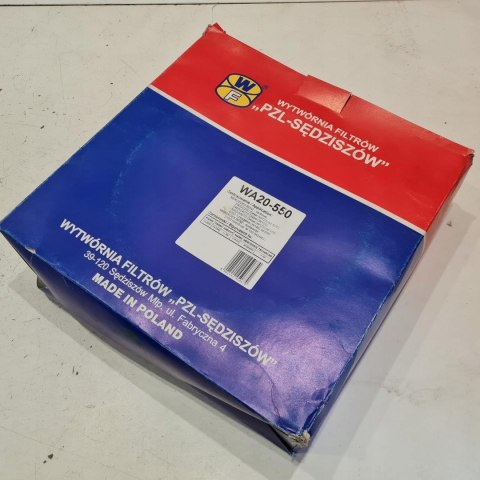 W
F
WYTWÓRNIA FILTRÓW
„PZL-SĘDZISZÓW”
WA20-550
WYTWÓRNIA FILTRÓW „PZL-SĘDZISZÓW”
39-120 Sędziszów Młp. ul. Fabryczna 4
MADE IN POLAND